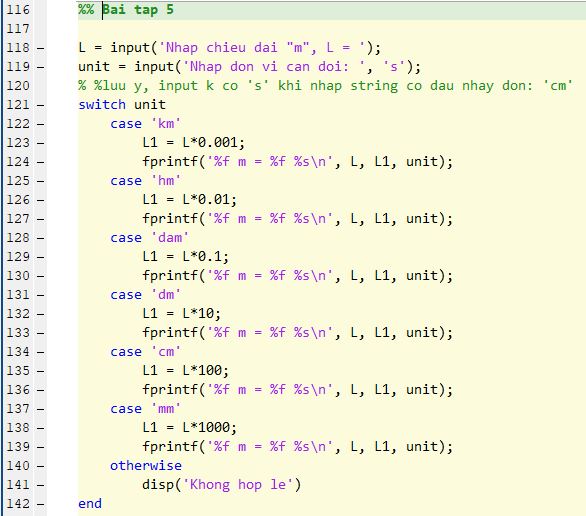 116 %% Bai tap 5
117
118 – L = input('Nhap chieu dai "m", L = ');
119 – unit = input('Nhap don vi can doi: ', 's');
120 % %luu y, input k co 's' khi nhap string co dau nhay don: 'cm'
121 – switch unit
122 – case 'km'
123 – L1 = L*0.001;
124 – fprintf('%f m = %f %s\n', L, L1, unit);
125 – case 'hm'
126 – L1 = L*0.01;
127 – fprintf('%f m = %f %s\n', L, L1, unit);
128 – case 'dam'
129 – L1 = L*0.1;
130 – fprintf('%f m = %f %s\n', L, L1, unit);
131 – case 'dm'
132 – L1 = L*10;
133 – fprintf('%f m = %f %s\n', L, L1, unit);
134 – case 'cm'
135 – L1 = L*100;
136 – fprintf('%f m = %f %s\n', L, L1, unit);
137 – case 'mm'
138 – L1 = L*1000;
139 – fprintf('%f m = %f %s\n', L, L1, unit);
140 – otherwise
141 – disp('Khong hop le')
142 – end